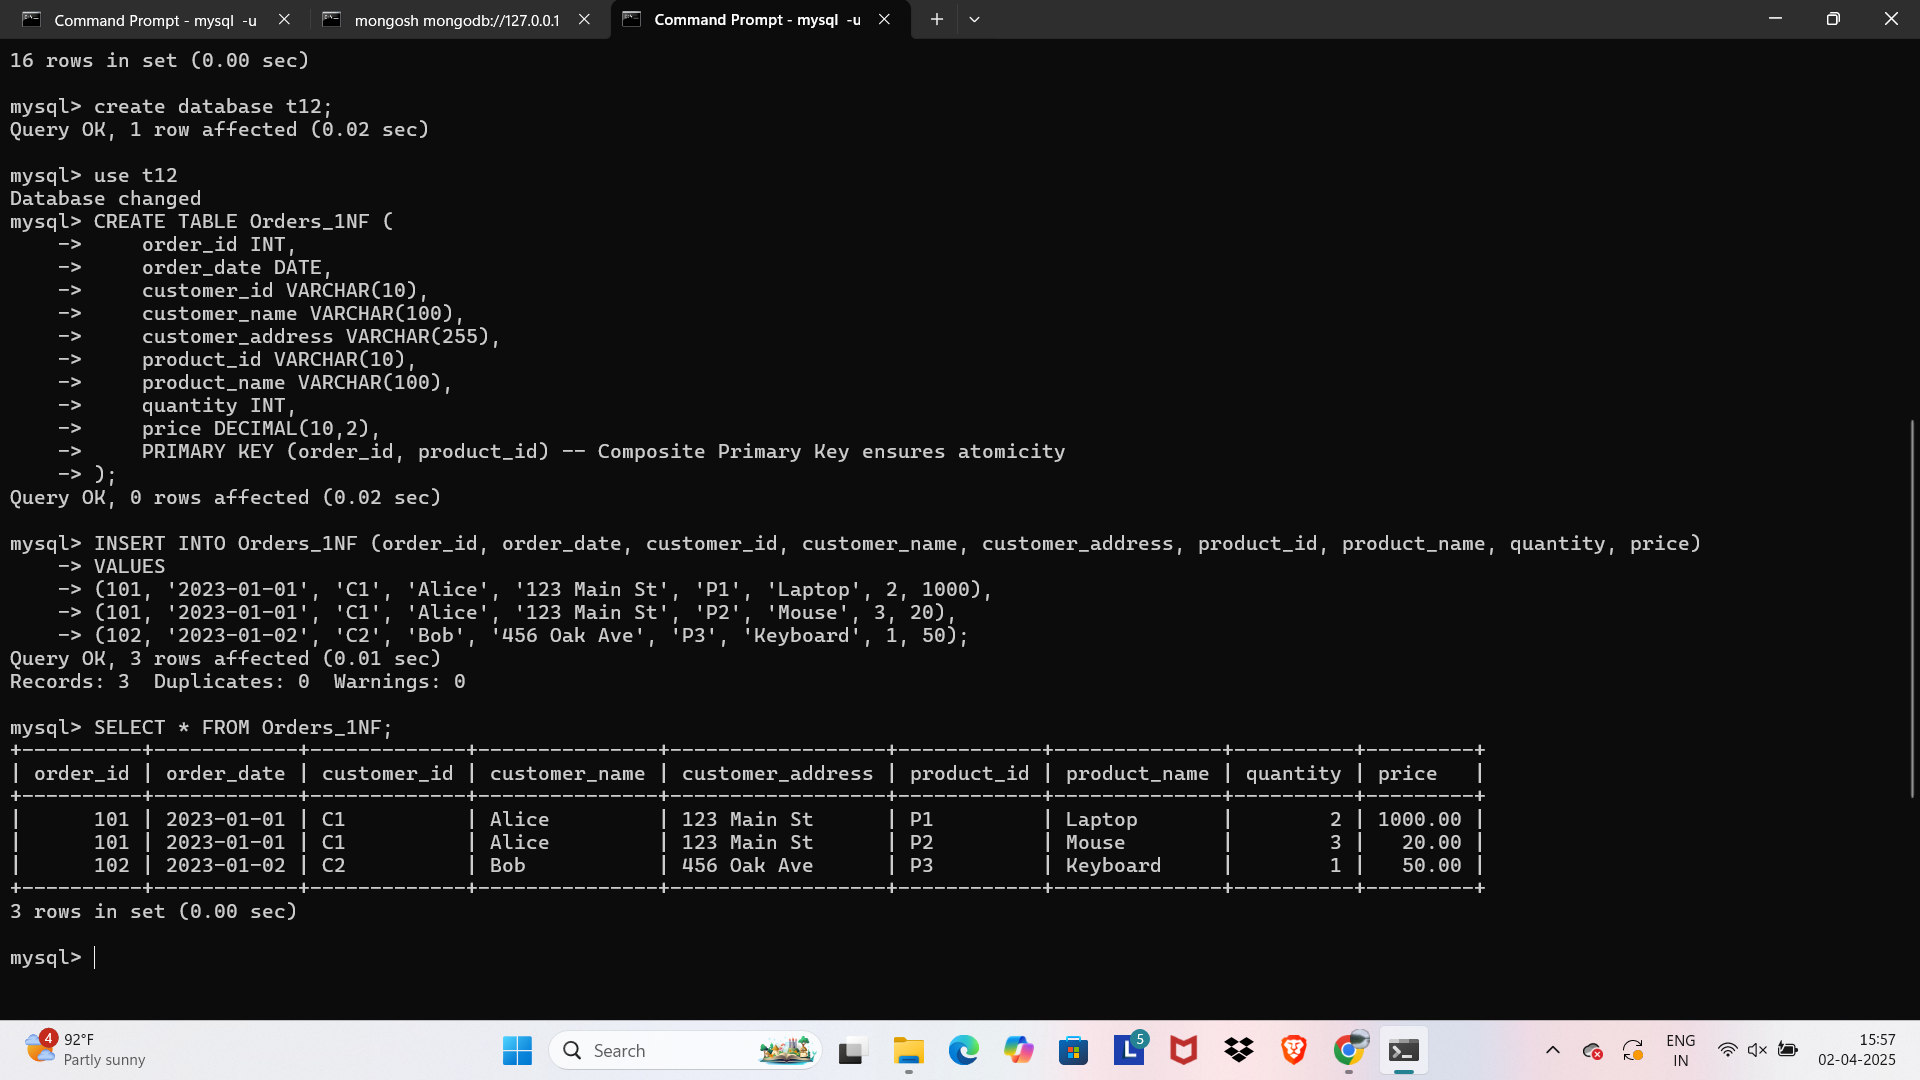 Command Prompt - mysql  -u
mongosh mongodb://127.0.0.1
Command Prompt - mysql  -u
16 rows in set (0.00 sec)
mysql> create database t12;
Query OK, 1 row affected (0.02 sec)
mysql> use t12
Database changed
mysql> CREATE TABLE Orders_1NF (
    ->     order_id INT,
    ->     order_date DATE,
    ->     customer_id VARCHAR(10),
    ->     customer_name VARCHAR(100),
    ->     customer_address VARCHAR(255),
    ->     product_id VARCHAR(10),
    ->     product_name VARCHAR(100),
    ->     quantity INT,
    ->     price DECIMAL(10,2),
    ->     PRIMARY KEY (order_id, product_id) -- Composite Primary Key ensures atomicity
    -> );
Query OK, 0 rows affected (0.02 sec)
mysql> INSERT INTO Orders_1NF (order_id, order_date, customer_id, customer_name, customer_address, product_id, product_name, quantity, price)
    -> VALUES
    -> (101, '2023-01-01', 'C1', 'Alice', '123 Main St', 'P1', 'Laptop', 2, 1000),
    -> (101, '2023-01-01', 'C1', 'Alice', '123 Main St', 'P2', 'Mouse', 3, 20),
    -> (102, '2023-01-02', 'C2', 'Bob', '456 Oak Ave', 'P3', 'Keyboard', 1, 50);
Query OK, 3 rows affected (0.01 sec)
Records: 3  Duplicates: 0  Warnings: 0
mysql> SELECT * FROM Orders_1NF;
+----------+------------+-------------+---------------+------------------+------------+--------------+----------+---------+
| order_id | order_date | customer_id | customer_name | customer_address | product_id | product_name | quantity | price   |
+----------+------------+-------------+---------------+------------------+------------+--------------+----------+---------+
|      101 | 2023-01-01 | C1          | Alice         | 123 Main St      | P1         | Laptop       |        2 | 1000.00 |
|      101 | 2023-01-01 | C1          | Alice         | 123 Main St      | P2         | Mouse        |        3 |   20.00 |
|      102 | 2023-01-02 | C2          | Bob           | 456 Oak Ave      | P3         | Keyboard     |        1 |   50.00 |
+----------+------------+-------------+---------------+------------------+------------+--------------+----------+---------+
3 rows in set (0.00 sec)
mysql>
4
92°F
Partly sunny
Search
L
5
ENG
IN
15:57
02-04-2025